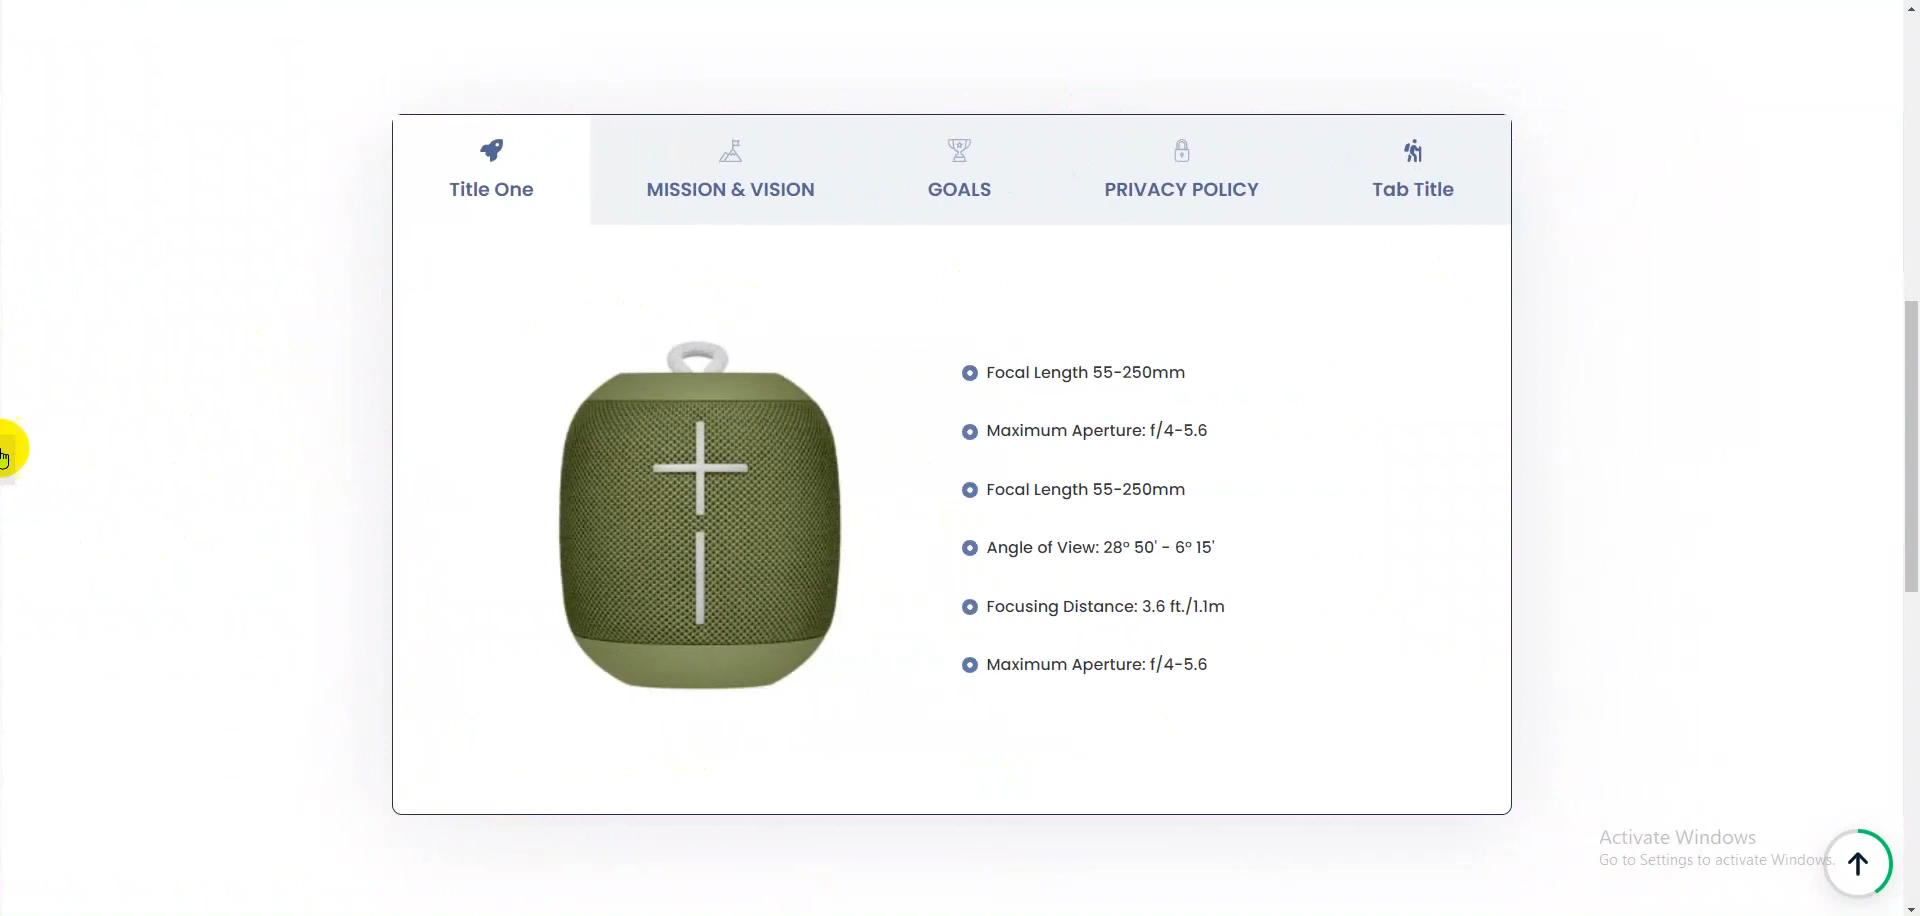 Title One
MISSION & VISION
GOALS
PRIVACY POLICY
Tab Title
Focal Length 55-250mm
Maximum Aperture: f/4-5.6
Focal Length 55-250mm
Angle of View: 28° 50' - 6° 15'
Focusing Distance: 3.6 ft./1.1m
Maximum Aperture: f/4-5.6
Activate Windows
Go to Settings to activate Windows.